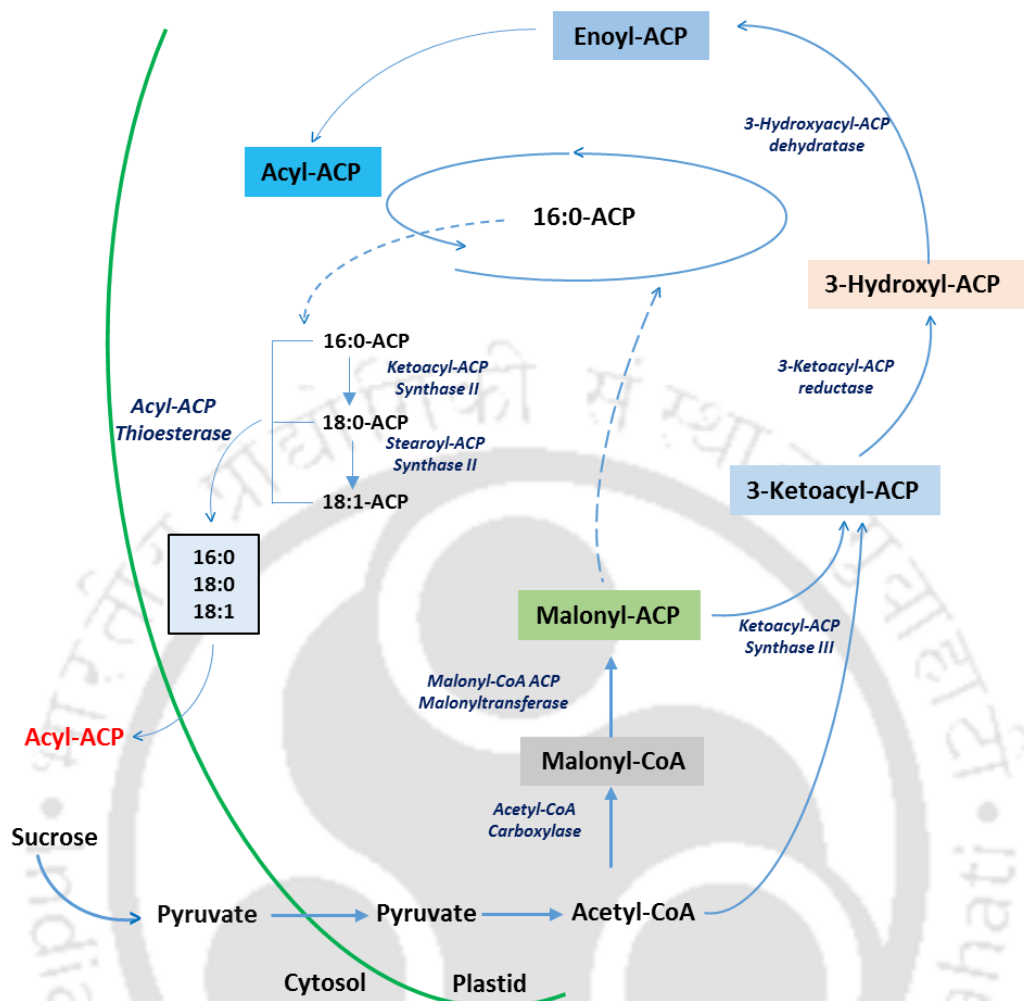 Enoyl-ACP
3-Hydroxyacyl-ACP
dehydratase
Acyl-ACP
16:0-ACP
3-Hydroxyl-ACP
16:0-ACP
Ketoacyl-ACP
Synthase II
3-Ketoacyl-ACP
reductase
Acyl-ACP
Thioesterase
18:0-ACP
Stearoyl-ACP
Synthase II
18:1-ACP
3-Ketoacyl-ACP
16:0
18:0
18:1
Malonyl-ACP
Ketoacyl-ACP
Synthase III
Malonyl-CoA ACP
Malonyltransferase
Acyl-ACP
Malonyl-CoA
Acetyl-CoA
Carboxylase
Sucrose
Pyruvate
Pyruvate
Acetyl-CoA
Cytosol
Plastid